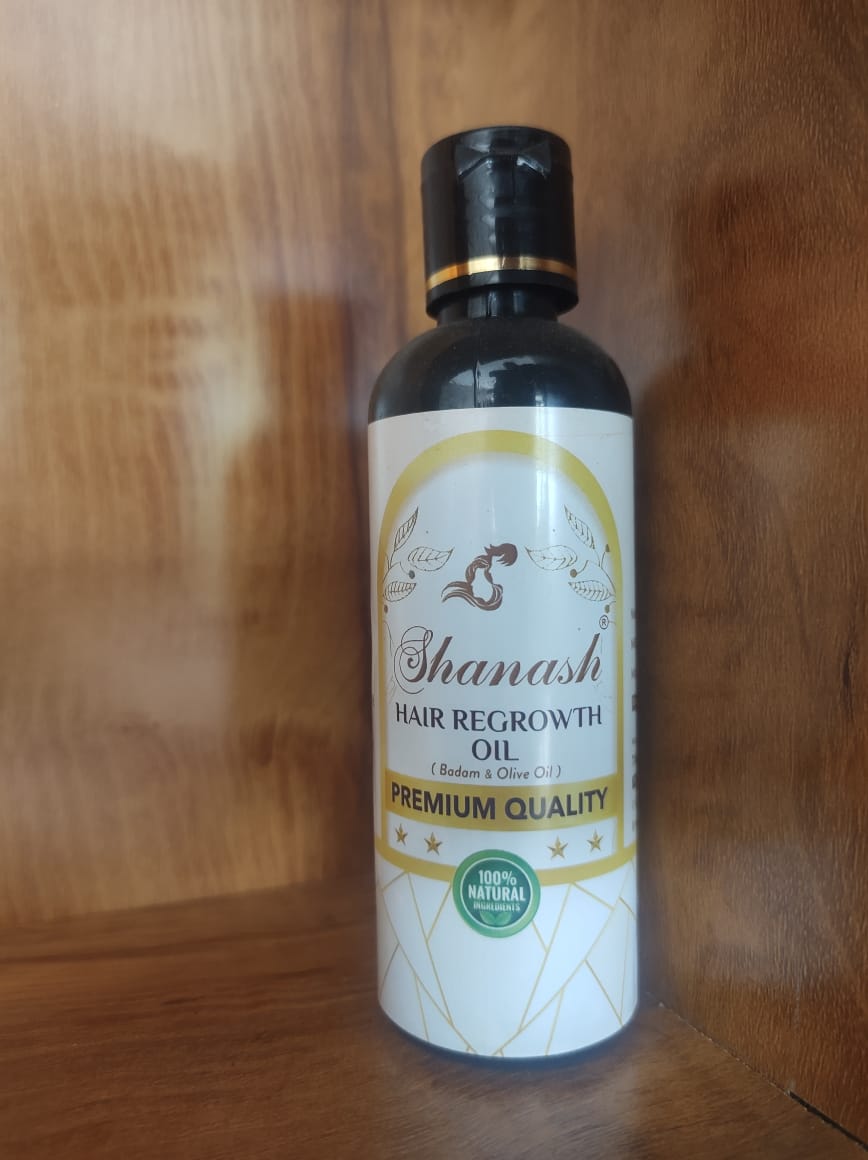 Shanash®
HAIR REGROWTH
OIL
( Badam & Olive Oil )
PREMIUM QUALITY
100%
NATURAL
INGREDIENTS